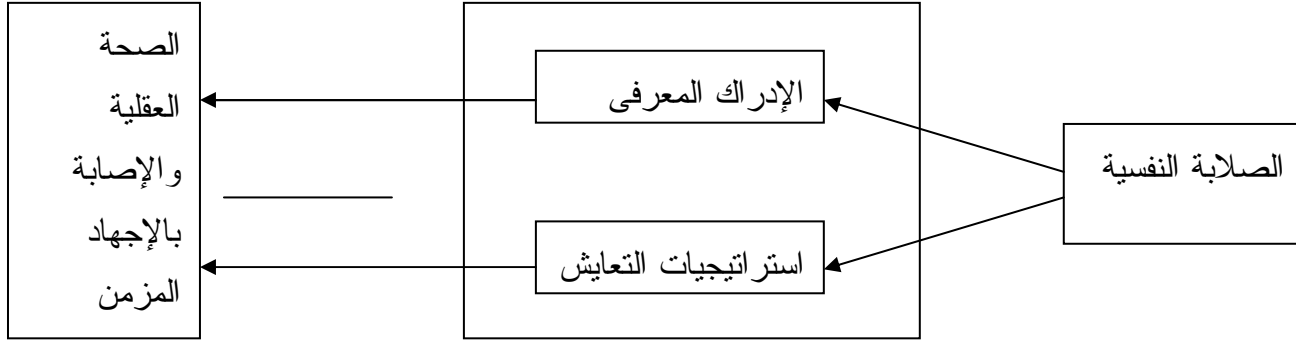 الصلابة النفسية
الإدراك المعرفى
استراتيجيات التعايش
الصحة
العقلية
والإصابة
بالإجهاد
المزمن